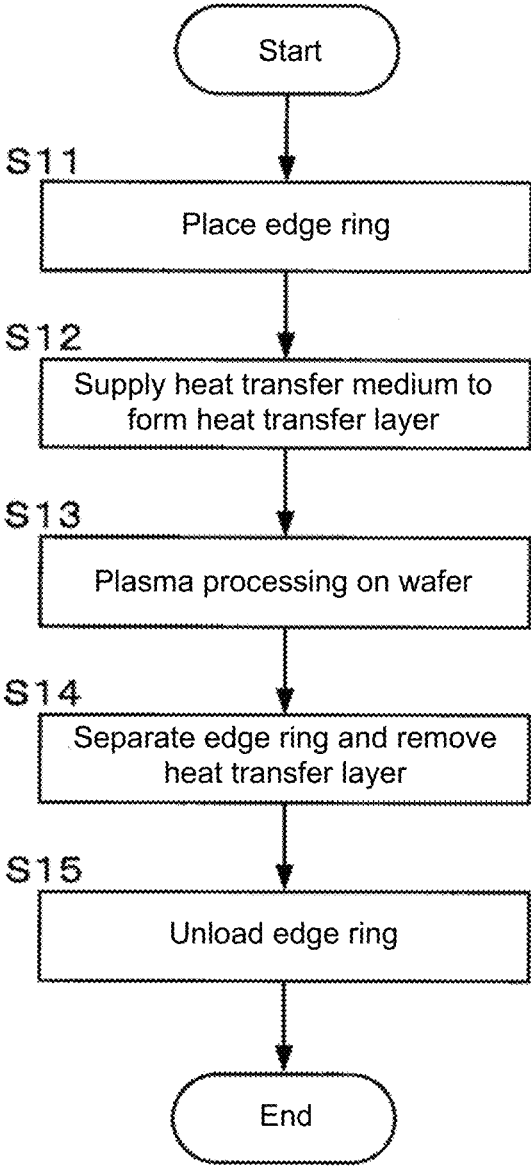 Start
S11
Place edge ring
S12
Supply heat transfer medium to
form heat transfer layer
S13
Plasma processing on wafer
S14
Separate edge ring and remove
heat transfer layer
S15
Unload edge ring
End